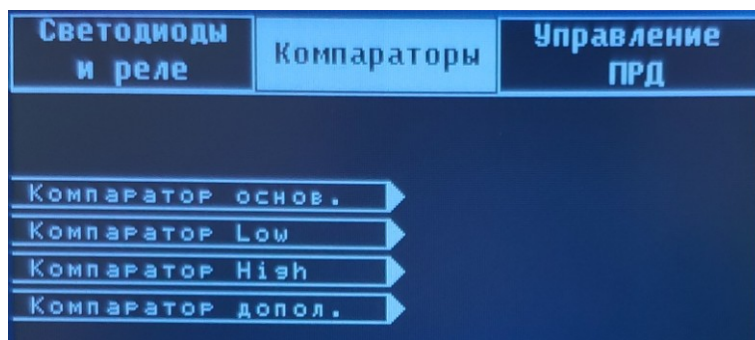 Светодиоды
и реле
Компараторы
Управление
ПРД
Компаратор основ.
Компаратор Low
Компаратор High
Компаратор допол.